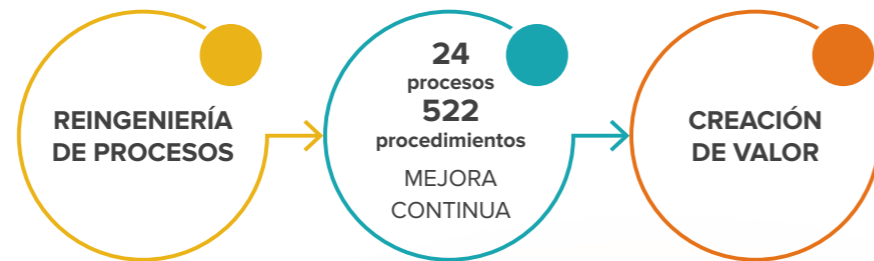 REINGENIERÍA
DE PROCESOS
24
procesos
522
procedimientos
MEJORA
CONTINUA
CREACIÓN
DE VALOR